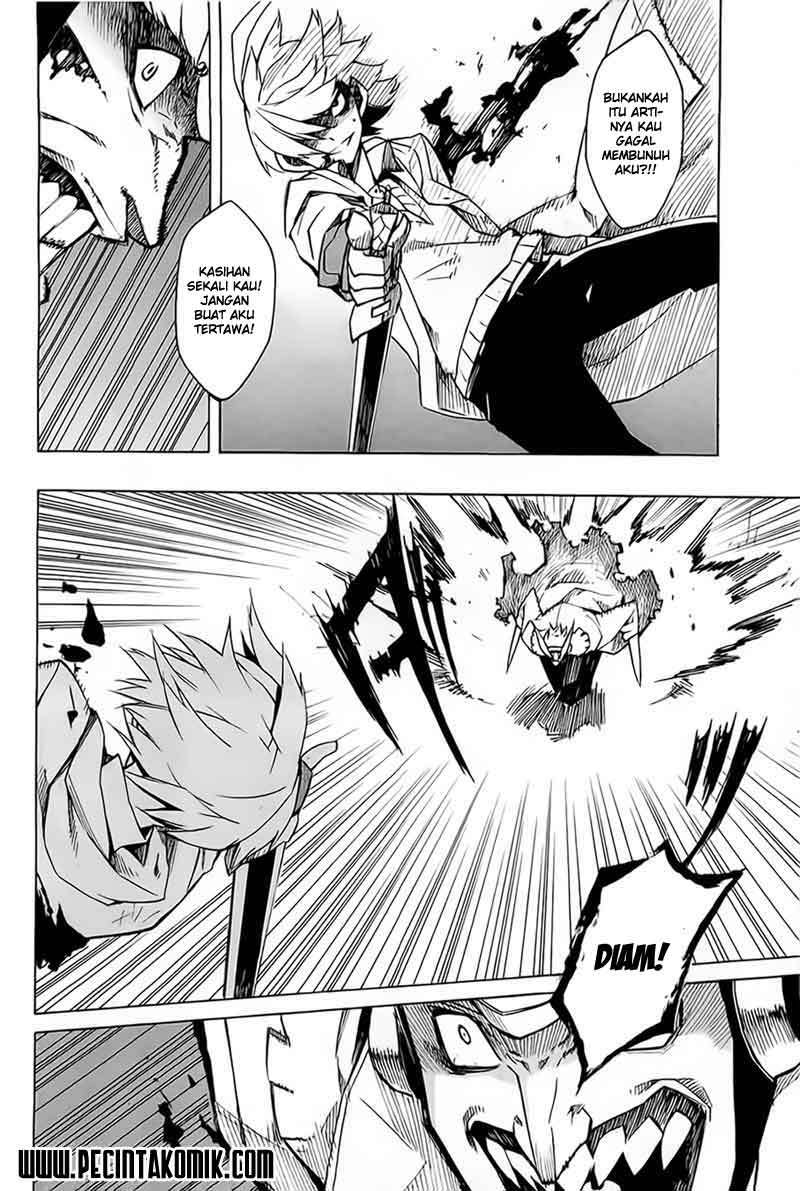 BUKANKAH
ITU ARTI-
NYA KAU
GAGAL
MEMBUNUH
AKU?!!
KASIHAN
SEKALI KAU!
JANGAN
BUAT AKU
TERTAWA!
DIAM!
WWW.PECINTAKOMIK.COM